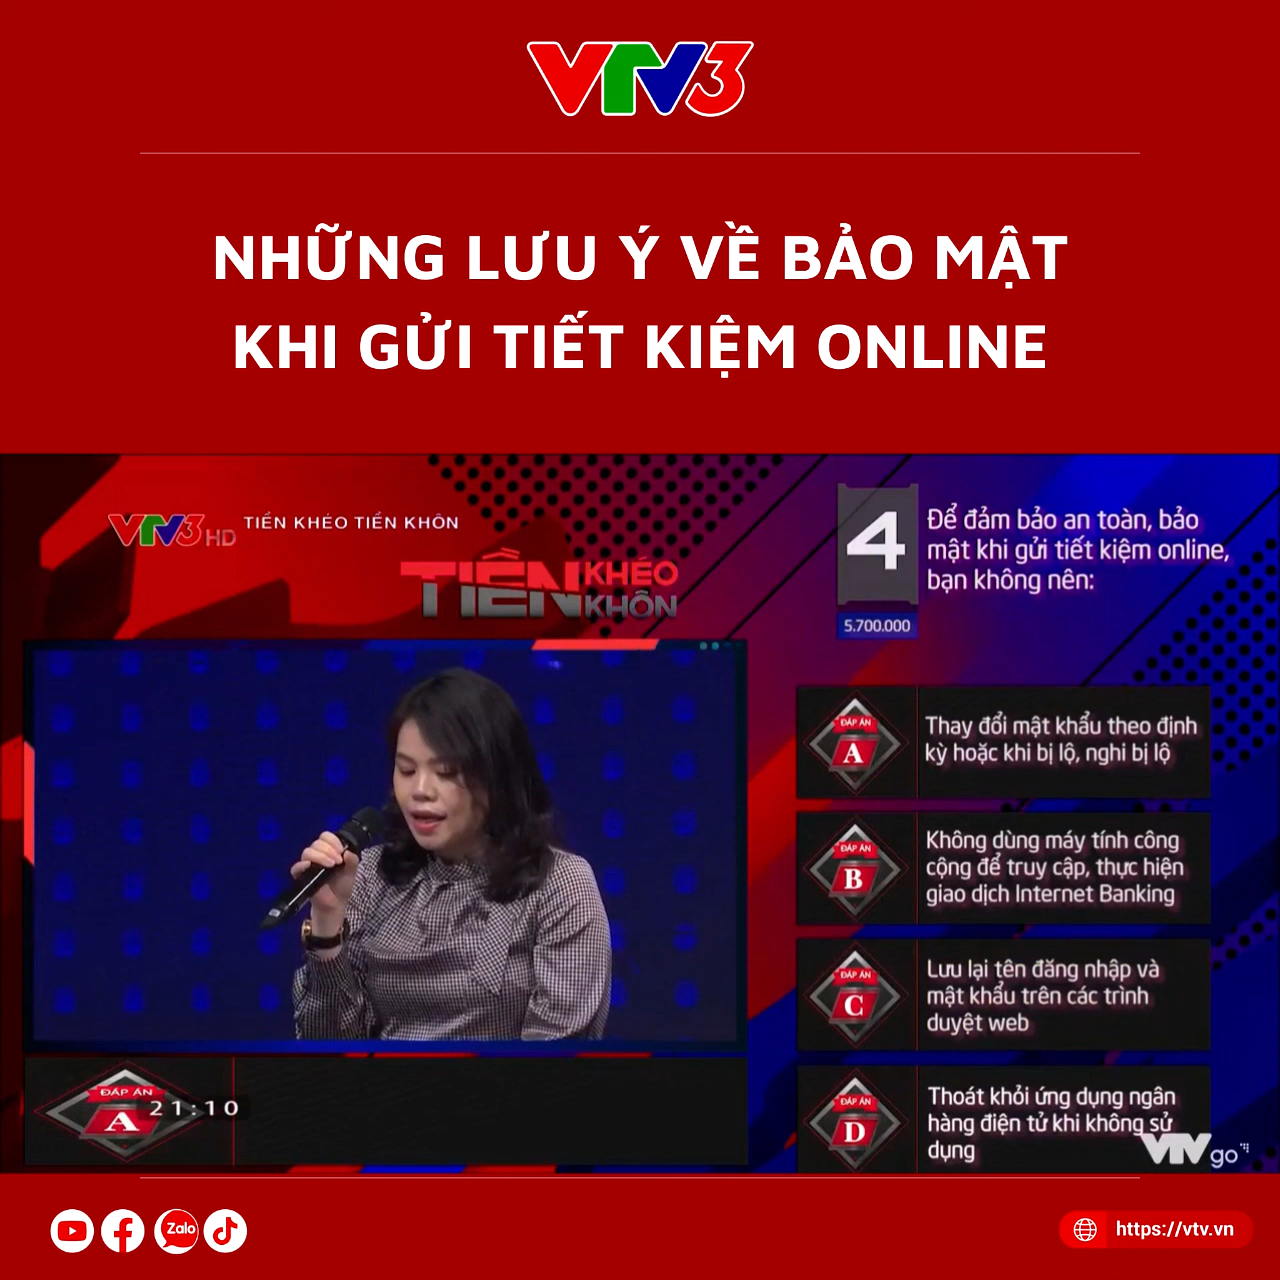 VTV3
NHỮNG LƯU Ý VỀ BẢO MẬT
KHI GỬI TIẾT KIỆM ONLINE
VTV3 HD
TIỀN KHÉO TIỀN KHÔN
TIỀN KHÉO
KHÔN
4
5.700.000
Để đảm bảo an toàn, bảo
mật khi gửi tiết kiệm online,
bạn không nên:
ĐÁP ÁN
A
Thay đổi mật khẩu theo định
kỳ hoặc khi bị lộ, nghi bị lộ
ĐÁP ÁN
B
Không dùng máy tính công
cộng để truy cập, thực hiện
giao dịch Internet Banking
ĐÁP ÁN
C
Lưu lại tên đăng nhập và
mật khẩu trên các trình
duyệt web
ĐÁP ÁN
D
Thoát khỏi ứng dụng ngân
hàng điện tử khi không sử
dụng
ĐÁP ÁN
A
21:10
VTV go
Zalo
https://vtv.vn